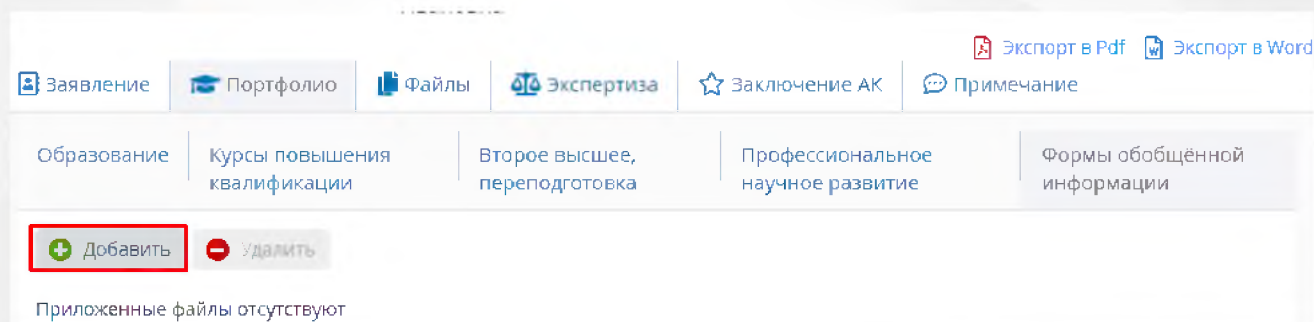 Экспорт в Pdf Экспорт в Word
Заявление Портфолио Файлы Экспертиза Заключение АК Примечание
Образование Курсы повышения квалификации Второе высшее, переподготовка Профессиональное научное развитие Формы обобщённой информации
Добавить Удалить
Приложенные файлы отсутствуют